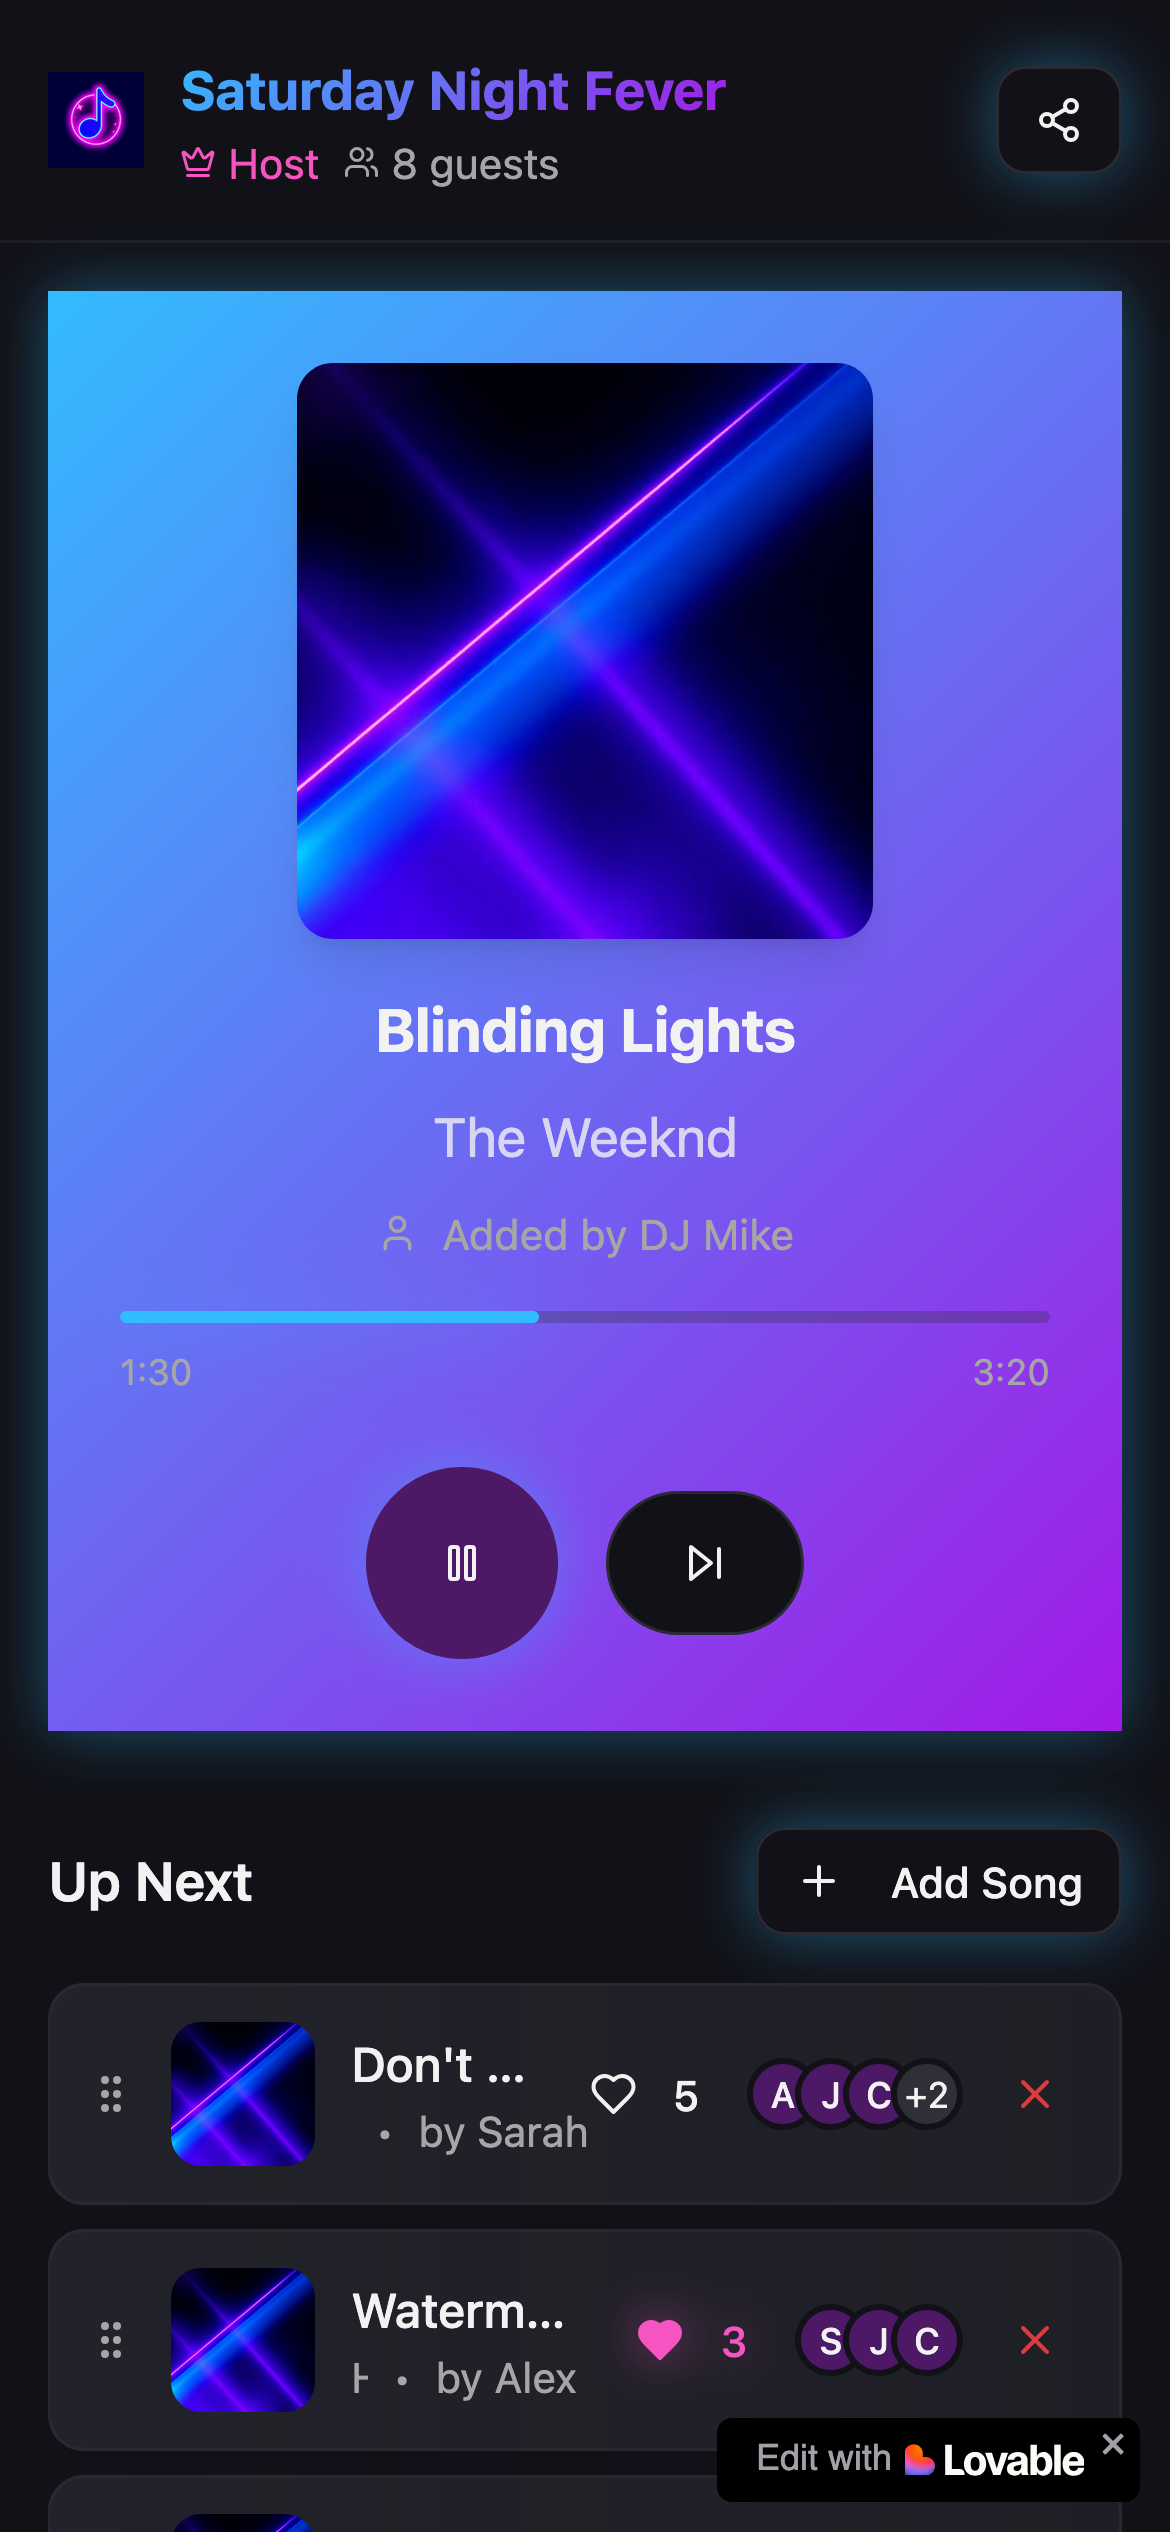 Saturday Night Fever
Host 8 guests
Blinding Lights
The Weeknd
Added by DJ Mike
1:30 3:20
Up Next + Add Song
Don't ... 5 A J C +2
• by Sarah
Waterm... 3 S J C
• by Alex
Edit with Lovable